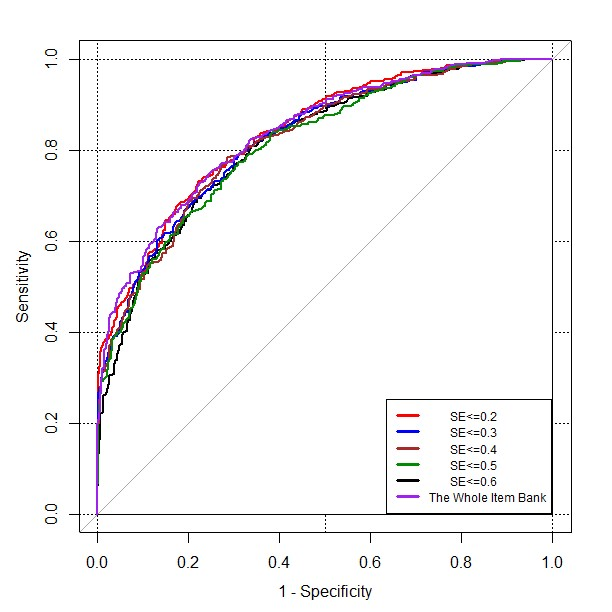 1.0
0.8
0.6
0.4
0.2
0.0
Sensitivity
SE<=0.2
SE<=0.3
SE<=0.4
SE<=0.5
SE<=0.6
The Whole Item Bank
0.0 0.2 0.4 0.6 0.8 1.0
1 - Specificity